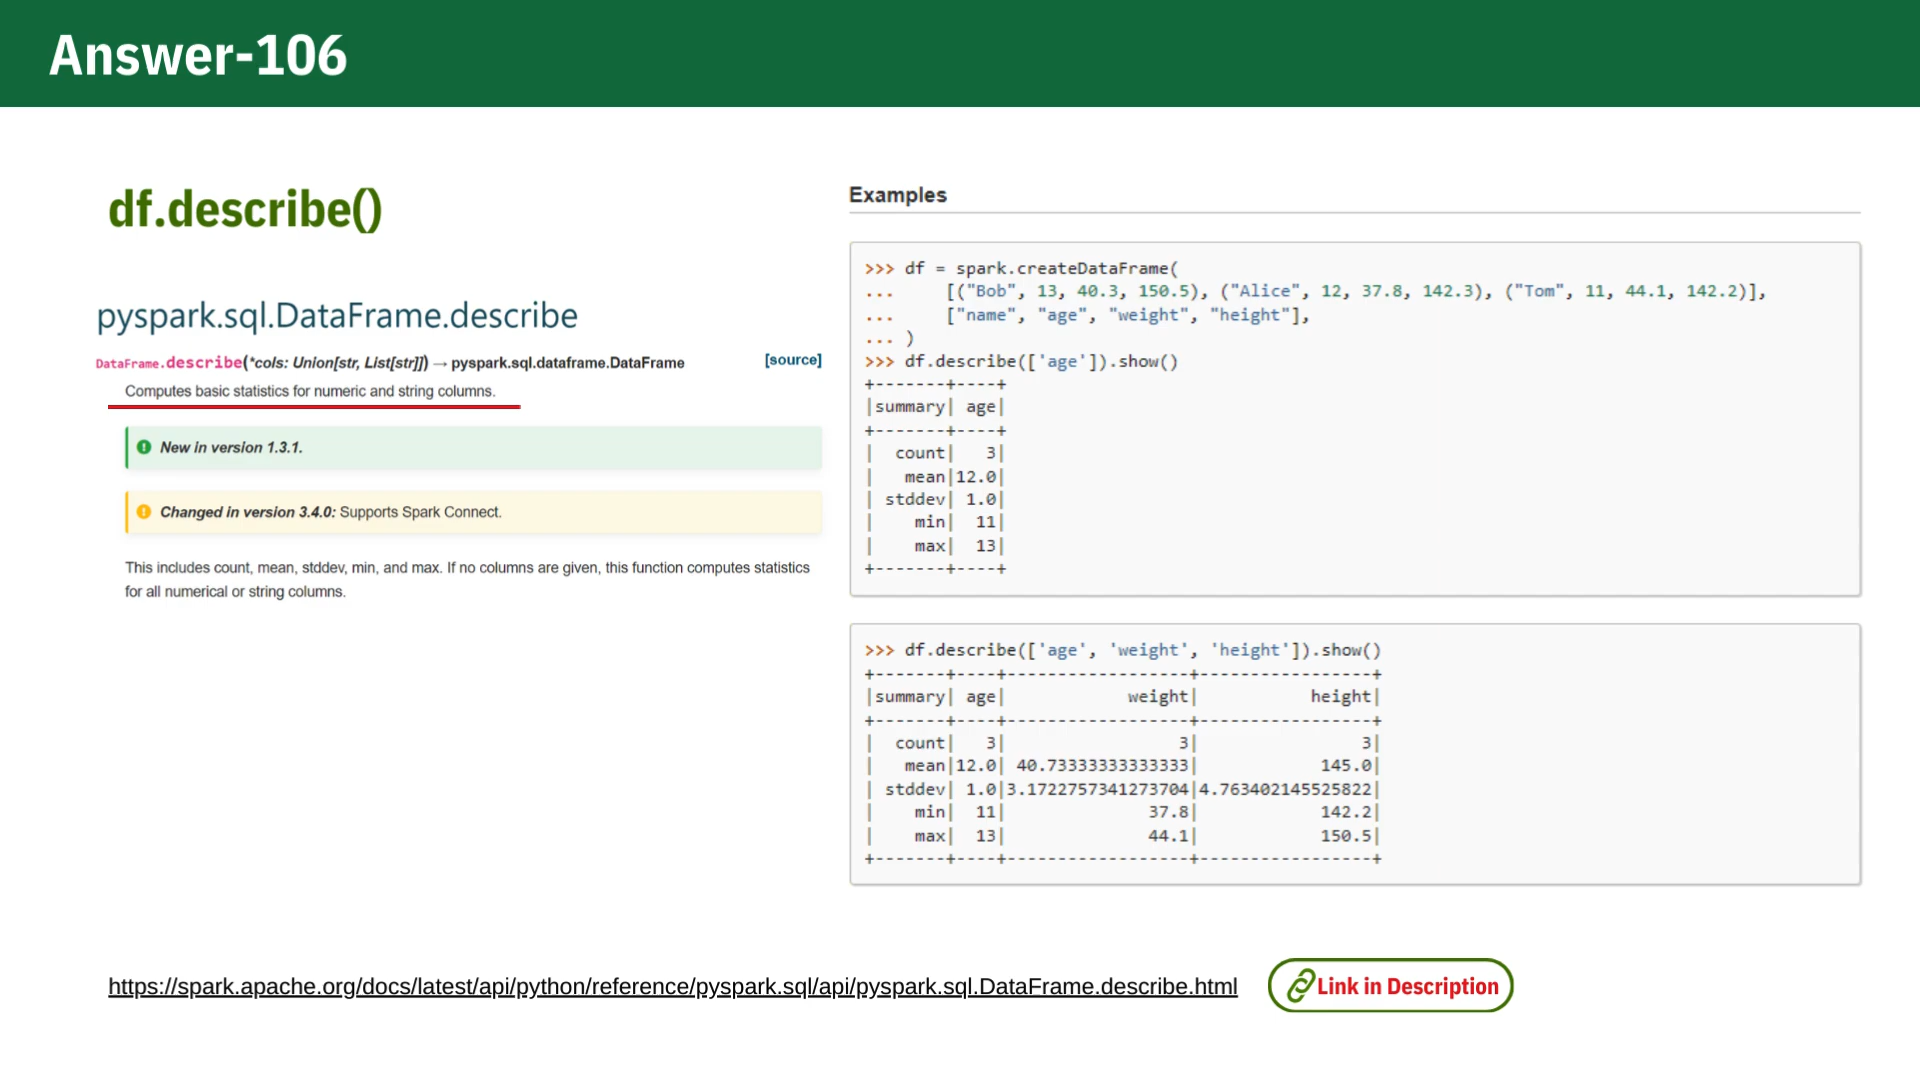 Answer-106
df.describe()
pyspark.sql.DataFrame.describe
DataFrame.describe(*cols: Union[str, List[str]]) → pyspark.sql.dataframe.DataFrame [source]
Computes basic statistics for numeric and string columns.
New in version 1.3.1.
Changed in version 3.4.0: Supports Spark Connect.
This includes count, mean, stddev, min, and max. If no columns are given, this function computes statistics
for all numerical or string columns.
Examples
>>> df = spark.createDataFrame(
...     [("Bob", 13, 40.3, 150.5), ("Alice", 12, 37.8, 142.3), ("Tom", 11, 44.1, 142.2)],
...     ["name", "age", "weight", "height"],
... )
>>> df.describe(['age']).show()
+-------+----+
|summary| age|
+-------+----+
|  count|   3|
|   mean|12.0|
| stddev| 1.0|
|    min|  11|
|    max|  13|
+-------+----+
>>> df.describe(['age', 'weight', 'height']).show()
+-------+----+------------------+-----------------+
|summary| age|            weight|           height|
+-------+----+------------------+-----------------+
|  count|   3|                 3|                3|
|   mean|12.0| 40.73333333333333|            145.0|
| stddev| 1.0|3.1722757341273704|4.763402145525822|
|    min|  11|              37.8|            142.2|
|    max|  13|              44.1|            150.5|
+-------+----+------------------+-----------------+
https://spark.apache.org/docs/latest/api/python/reference/pyspark.sql/api/pyspark.sql.DataFrame.describe.html
Link in Description